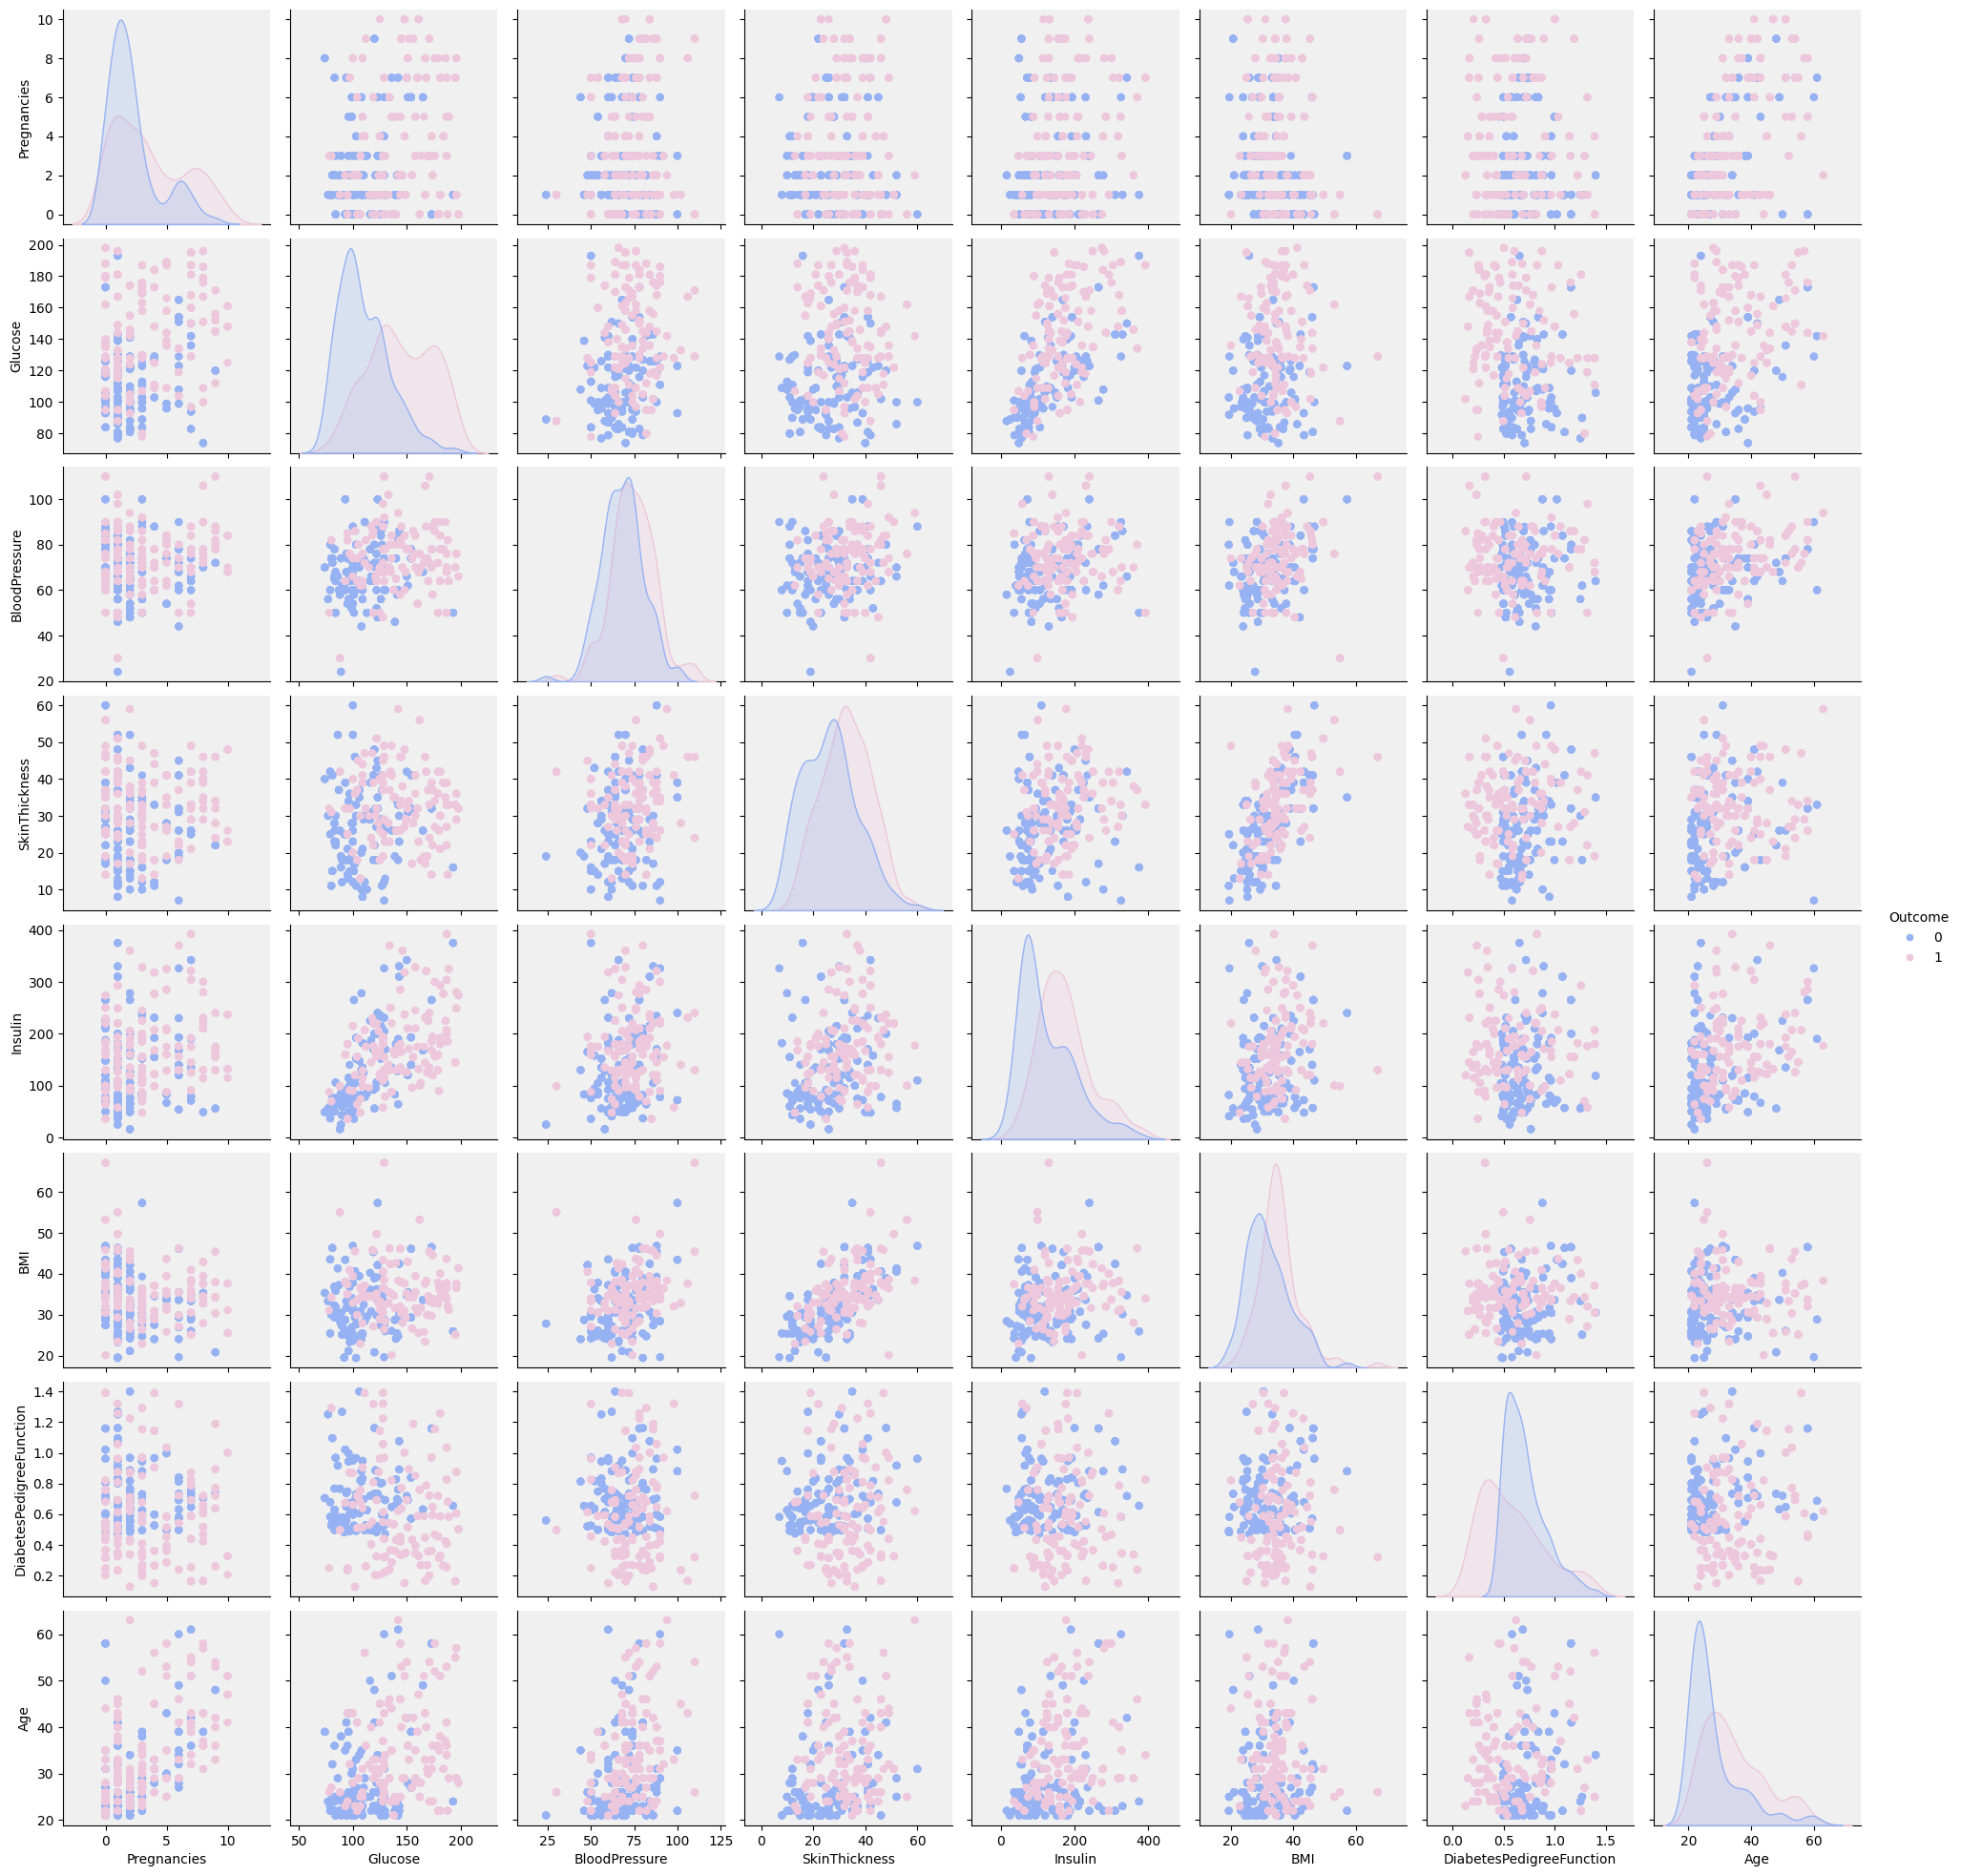 10
8
6
4
2
0
Pregnancies
200
180
160
140
120
100
80
Glucose
100
80
60
40
20
BloodPressure
60
50
40
30
20
10
SkinThickness
400
300
200
100
0
Insulin
Outcome
0
1
60
50
40
30
20
BMI
1.4
1.2
1.0
0.8
0.6
0.4
0.2
DiabetesPedigreeFunction
60
50
40
30
20
Age
0 5 10
Pregnancies
50 100 150 200
Glucose
25 50 75 100 125
BloodPressure
0 20 40 60
SkinThickness
0 200 400
Insulin
20 40 60
BMI
0.0 0.5 1.0 1.5
DiabetesPedigreeFunction
20 40 60
Age